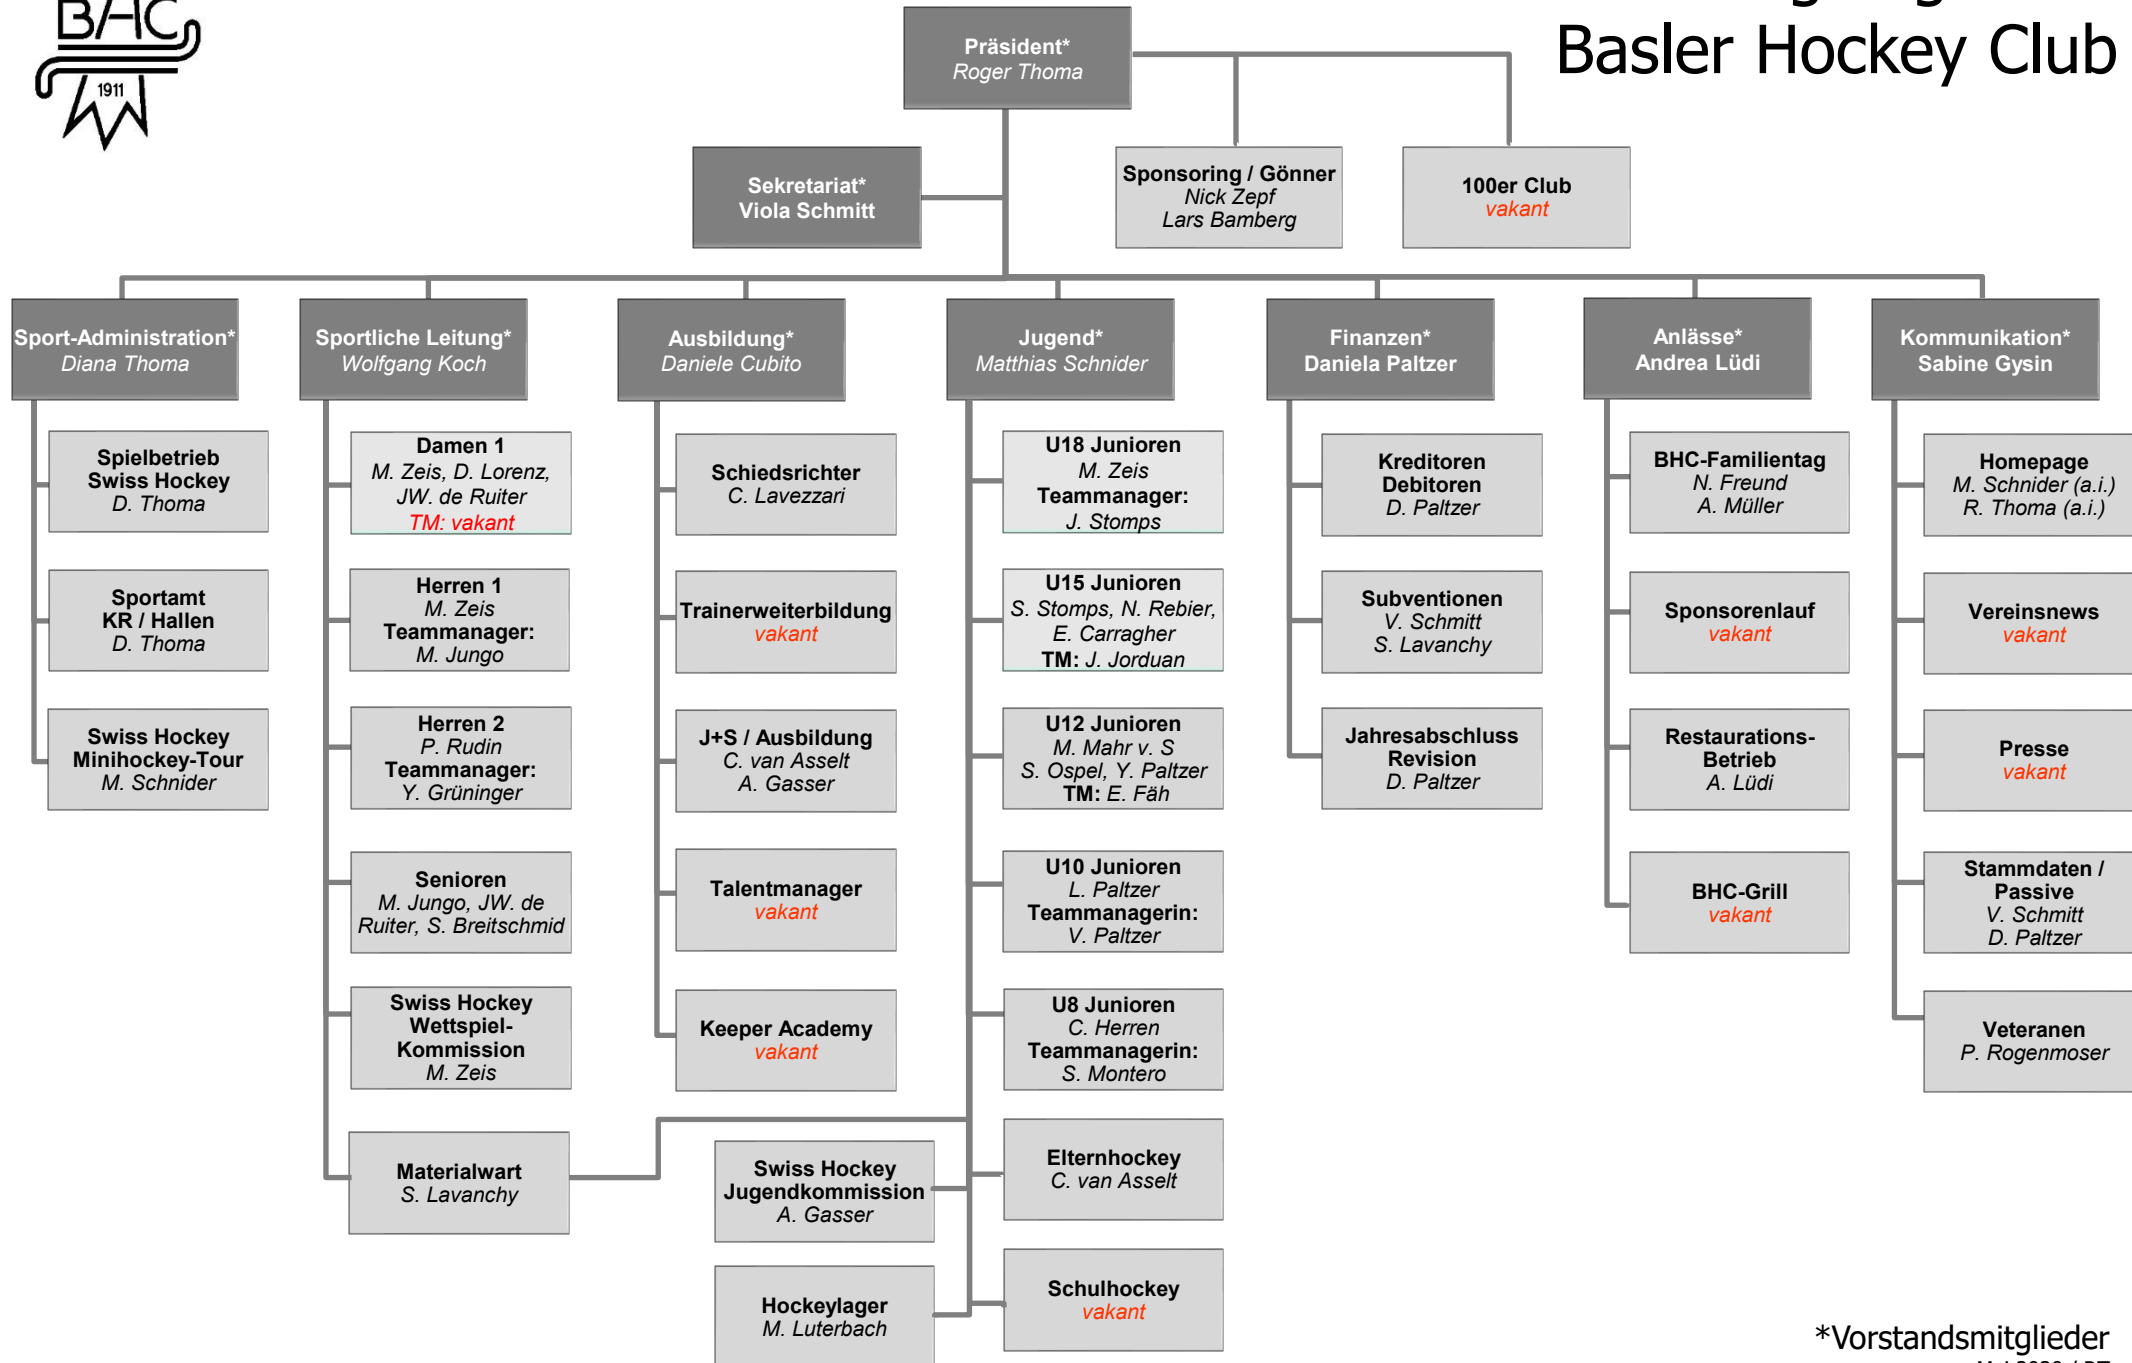 BHC
1911
Basler Hockey Club
Präsident*
Roger Thoma
Sekretariat*
Viola Schmitt
Sponsoring / Gönner
Nick Zepf
Lars Bamberg
100er Club
vakant
Sport-Administration*
Diana Thoma
Sportliche Leitung*
Wolfgang Koch
Ausbildung*
Daniele Cubito
Jugend*
Matthias Schnider
Finanzen*
Daniela Paltzer
Anlässe*
Andrea Lüdi
Kommunikation*
Sabine Gysin
Spielbetrieb
Swiss Hockey
D. Thoma
Sportamt
KR / Hallen
D. Thoma
Swiss Hockey
Minihockey-Tour
M. Schnider
Damen 1
M. Zeis, D. Lorenz,
JW. de Ruiter
TM: vakant
Herren 1
M. Zeis
Teammanager:
M. Jungo
Herren 2
P. Rudin
Teammanager:
Y. Grüninger
Senioren
M. Jungo, JW. de
Ruiter, S. Breitschmid
Swiss Hockey
Wettspiel-
Kommission
M. Zeis
Materialwart
S. Lavanchy
Schiedsrichter
C. Lavezzari
Trainerweiterbildung
vakant
J+S / Ausbildung
C. van Asselt
A. Gasser
Talentmanager
vakant
Keeper Academy
vakant
Swiss Hockey
Jugendkommission
A. Gasser
Hockeylager
M. Luterbach
U18 Junioren
M. Zeis
Teammanager:
J. Stomps
U15 Junioren
S. Stomps, N. Rebier,
E. Carragher
TM: J. Jorduan
U12 Junioren
M. Mahr v. S
S. Ospel, Y. Paltzer
TM: E. Fäh
U10 Junioren
L. Paltzer
Teammanagerin:
V. Paltzer
U8 Junioren
C. Herren
Teammanagerin:
S. Montero
Elternhockey
C. van Asselt
Schulhockey
vakant
Kreditoren
Debitoren
D. Paltzer
Subventionen
V. Schmitt
S. Lavanchy
Jahresabschluss
Revision
D. Paltzer
BHC-Familientag
N. Freund
A. Müller
Sponsorenlauf
vakant
Restaurations-
Betrieb
A. Lüdi
BHC-Grill
vakant
Homepage
M. Schnider (a.i.)
R. Thoma (a.i.)
Vereinsnews
vakant
Presse
vakant
Stammdaten /
Passive
V. Schmitt
D. Paltzer
Veteranen
P. Rogenmoser
*Vorstandsmitglieder